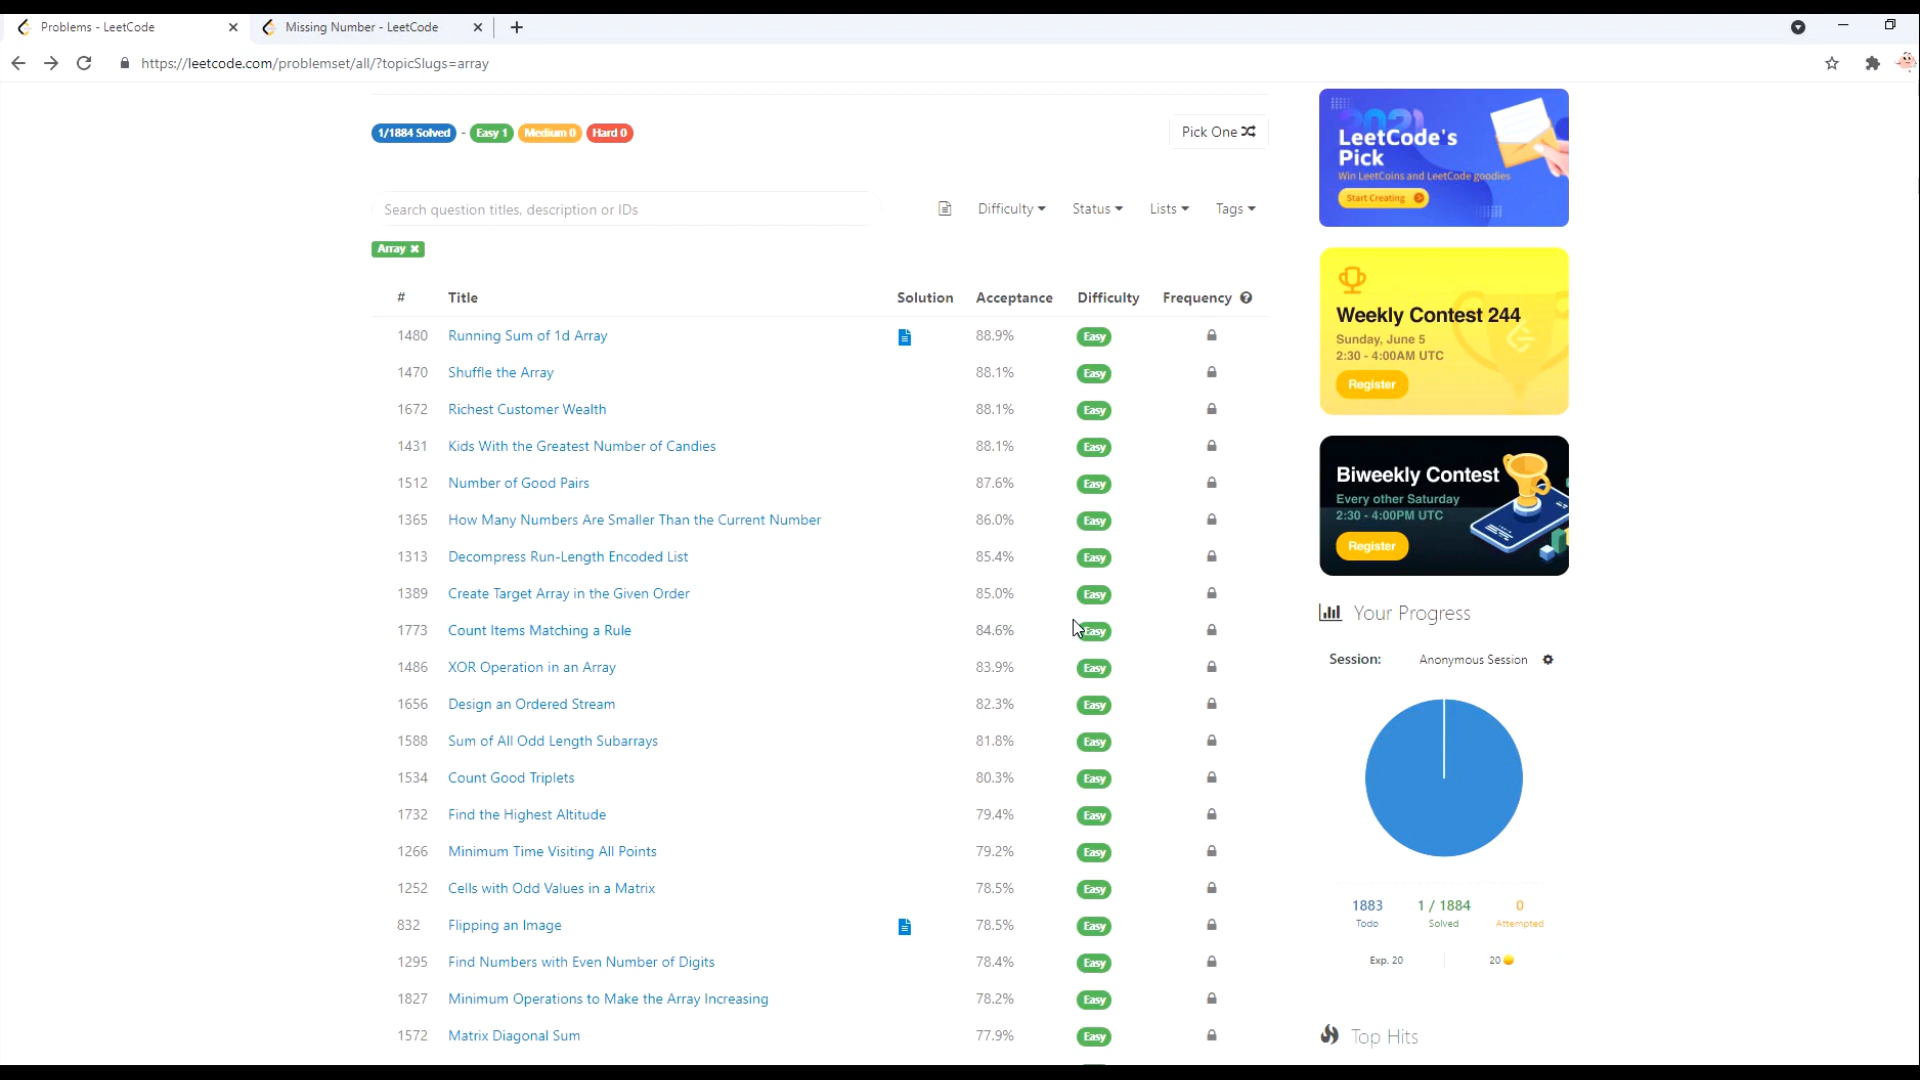 Problems - LeetCode
Missing Number - LeetCode
https://leetcode.com/problemset/all/?topicSlugs=array
1/1884 Solved - Easy 1 Medium 0 Hard 0
Pick One
Search question titles, description or IDs
Difficulty Status Lists Tags
Array
# Title Solution Acceptance Difficulty Frequency
1480 Running Sum of 1d Array 88.9% Easy
1470 Shuffle the Array 88.1% Easy
1672 Richest Customer Wealth 88.1% Easy
1431 Kids With the Greatest Number of Candies 88.1% Easy
1512 Number of Good Pairs 87.6% Easy
1365 How Many Numbers Are Smaller Than the Current Number 86.0% Easy
1313 Decompress Run-Length Encoded List 85.4% Easy
1389 Create Target Array in the Given Order 85.0% Easy
1773 Count Items Matching a Rule 84.6% Easy
1486 XOR Operation in an Array 83.9% Easy
1656 Design an Ordered Stream 82.3% Easy
1588 Sum of All Odd Length Subarrays 81.8% Easy
1534 Count Good Triplets 80.3% Easy
1732 Find the Highest Altitude 79.4% Easy
1266 Minimum Time Visiting All Points 79.2% Easy
1252 Cells with Odd Values in a Matrix 78.5% Easy
832 Flipping an Image 78.5% Easy
1295 Find Numbers with Even Number of Digits 78.4% Easy
1827 Minimum Operations to Make the Array Increasing 78.2% Easy
1572 Matrix Diagonal Sum 77.9% Easy
2021
LeetCode's
Pick
Win LeetCoins and LeetCode goodies
Start Creating
Weekly Contest 244
Sunday, June 5
2:30 - 4:00AM UTC
Register
Biweekly Contest
Every other Saturday
2:30 - 4:00PM UTC
Register
Your Progress
Session: Anonymous Session
1883 1 / 1884 0
Todo Solved Attempted
Exp. 20 20
Top Hits